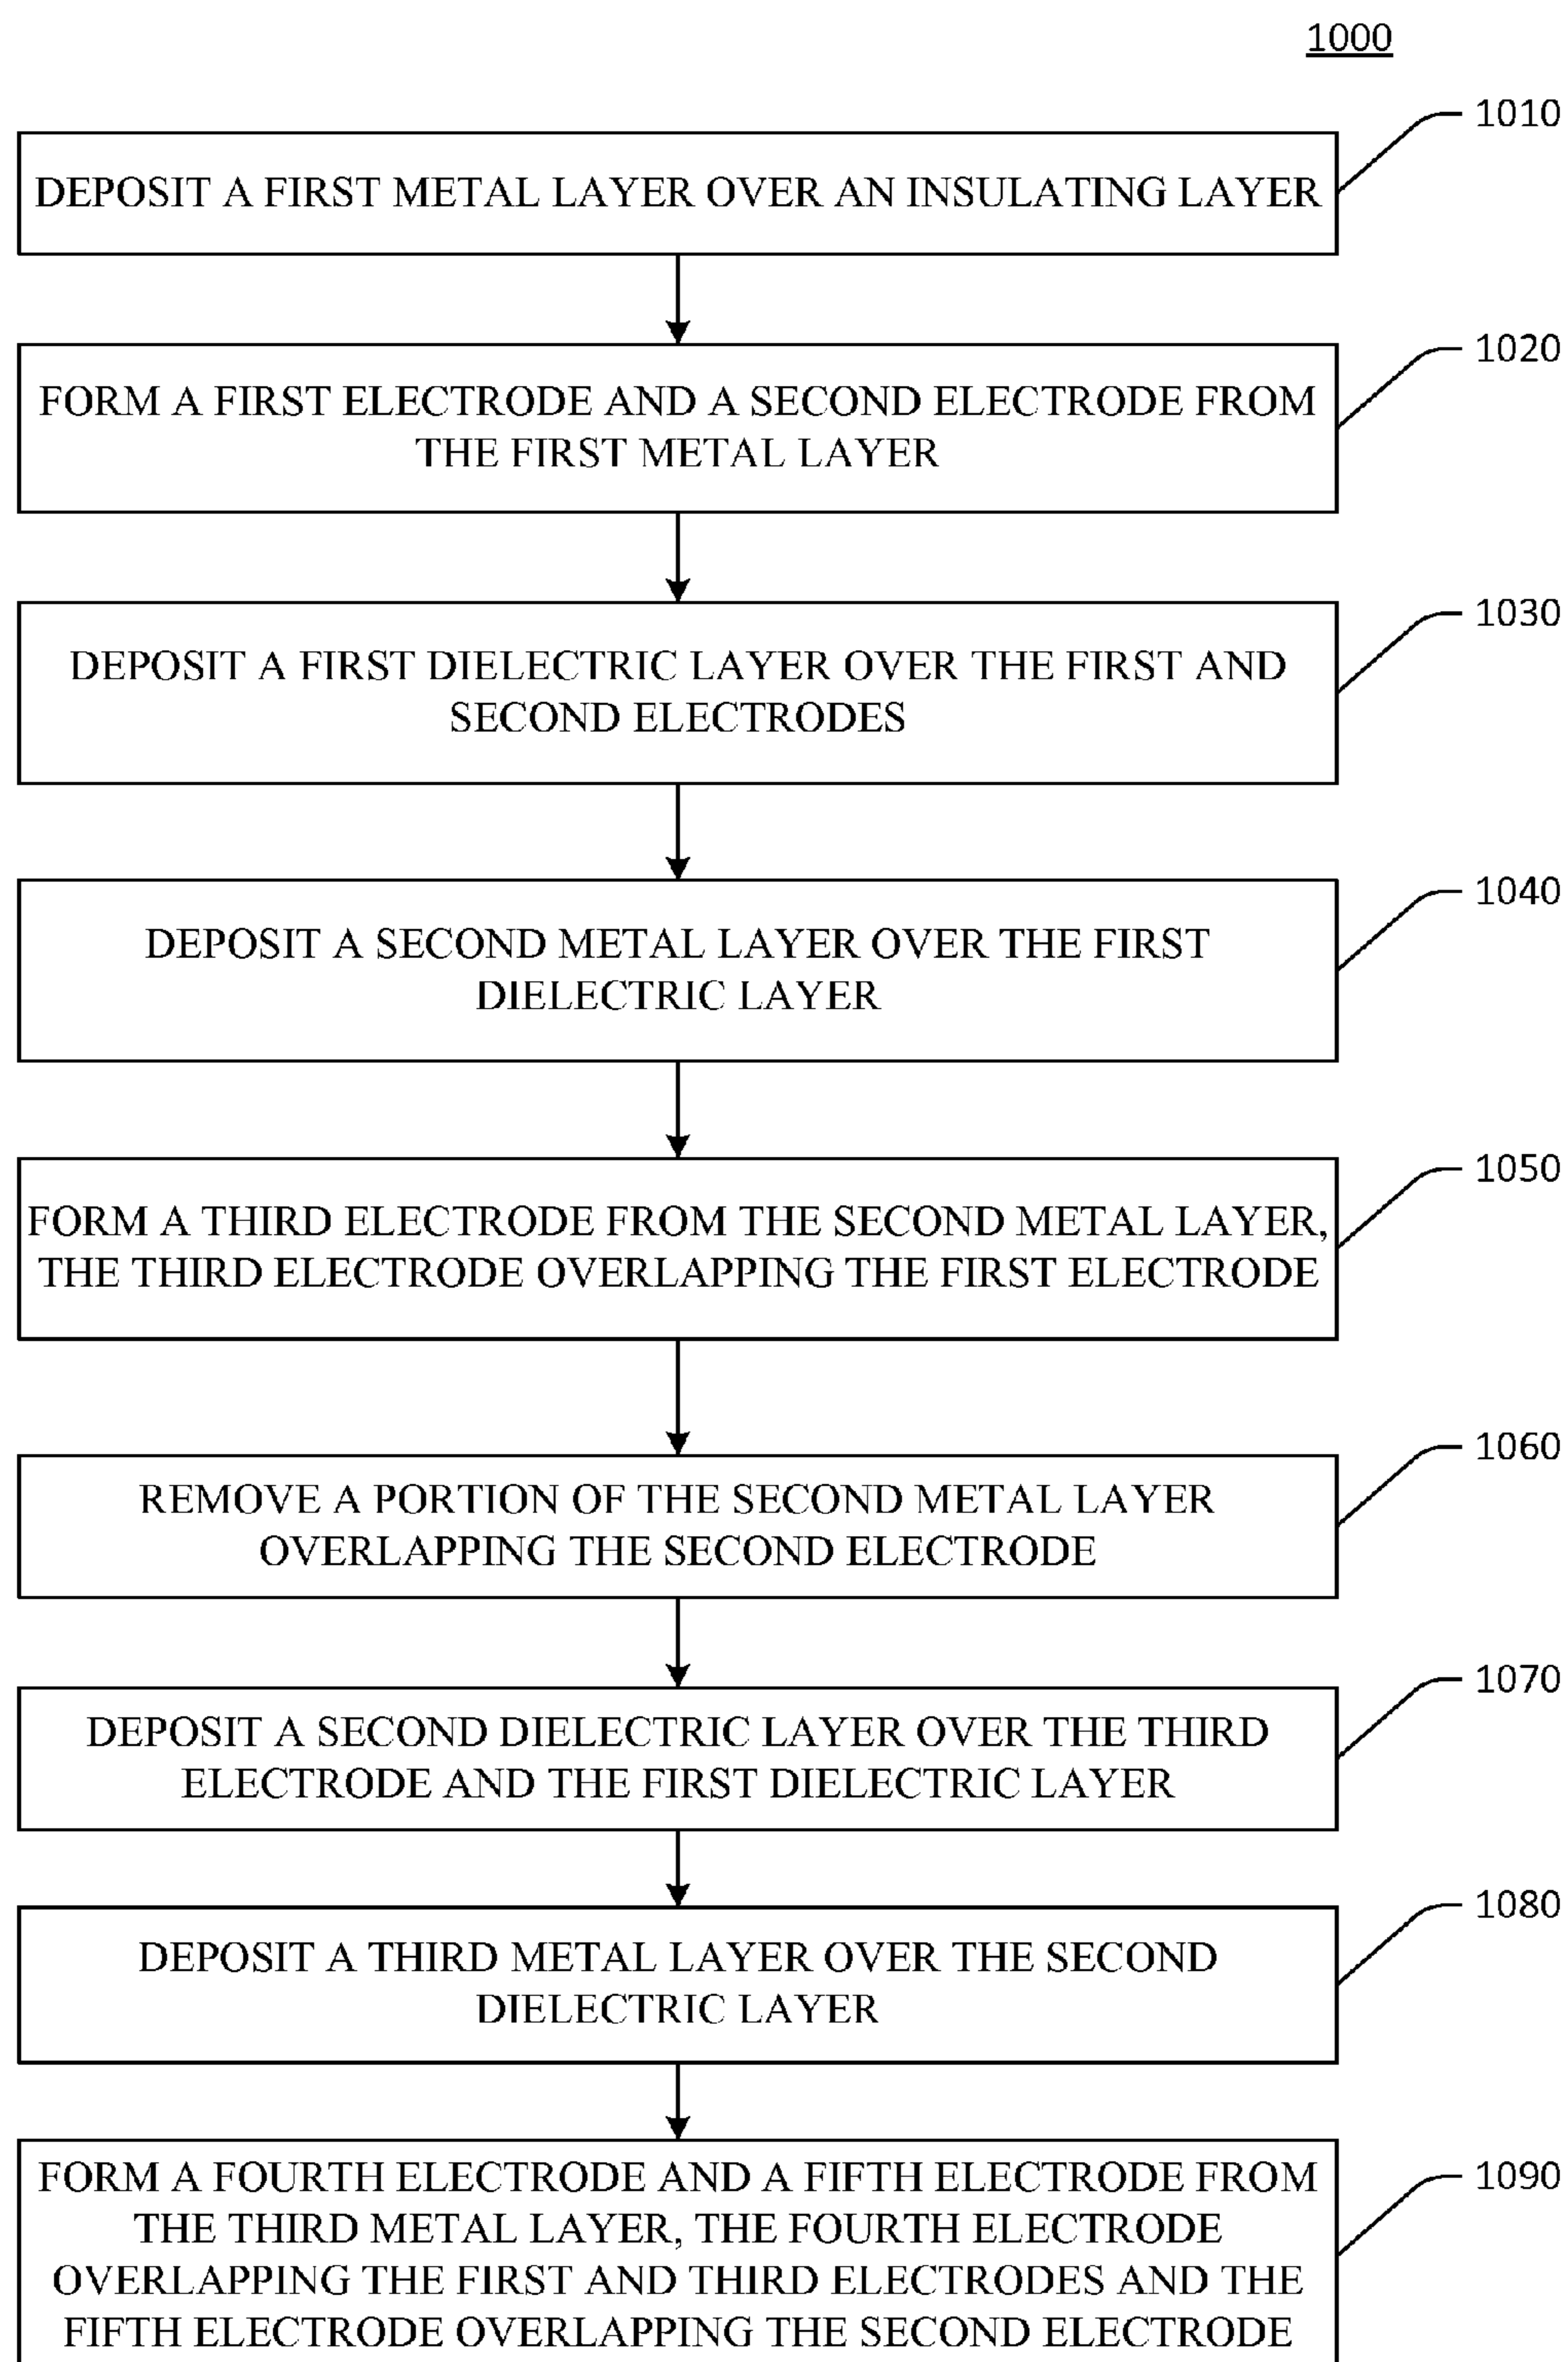 1000
1010
DEPOSIT A FIRST METAL LAYER OVER AN INSULATING LAYER
1020
FORM A FIRST ELECTRODE AND A SECOND ELECTRODE FROM
THE FIRST METAL LAYER
1030
DEPOSIT A FIRST DIELECTRIC LAYER OVER THE FIRST AND
SECOND ELECTRODES
1040
DEPOSIT A SECOND METAL LAYER OVER THE FIRST
DIELECTRIC LAYER
1050
FORM A THIRD ELECTRODE FROM THE SECOND METAL LAYER,
THE THIRD ELECTRODE OVERLAPPING THE FIRST ELECTRODE
1060
REMOVE A PORTION OF THE SECOND METAL LAYER
OVERLAPPING THE SECOND ELECTRODE
1070
DEPOSIT A SECOND DIELECTRIC LAYER OVER THE THIRD
ELECTRODE AND THE FIRST DIELECTRIC LAYER
1080
DEPOSIT A THIRD METAL LAYER OVER THE SECOND
DIELECTRIC LAYER
1090
FORM A FOURTH ELECTRODE AND A FIFTH ELECTRODE FROM
THE THIRD METAL LAYER, THE FOURTH ELECTRODE
OVERLAPPING THE FIRST AND THIRD ELECTRODES AND THE
FIFTH ELECTRODE OVERLAPPING THE SECOND ELECTRODE